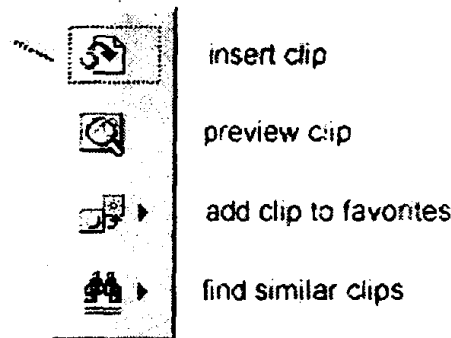 insert clip
preview clip
add clip to favorites
find similar clips